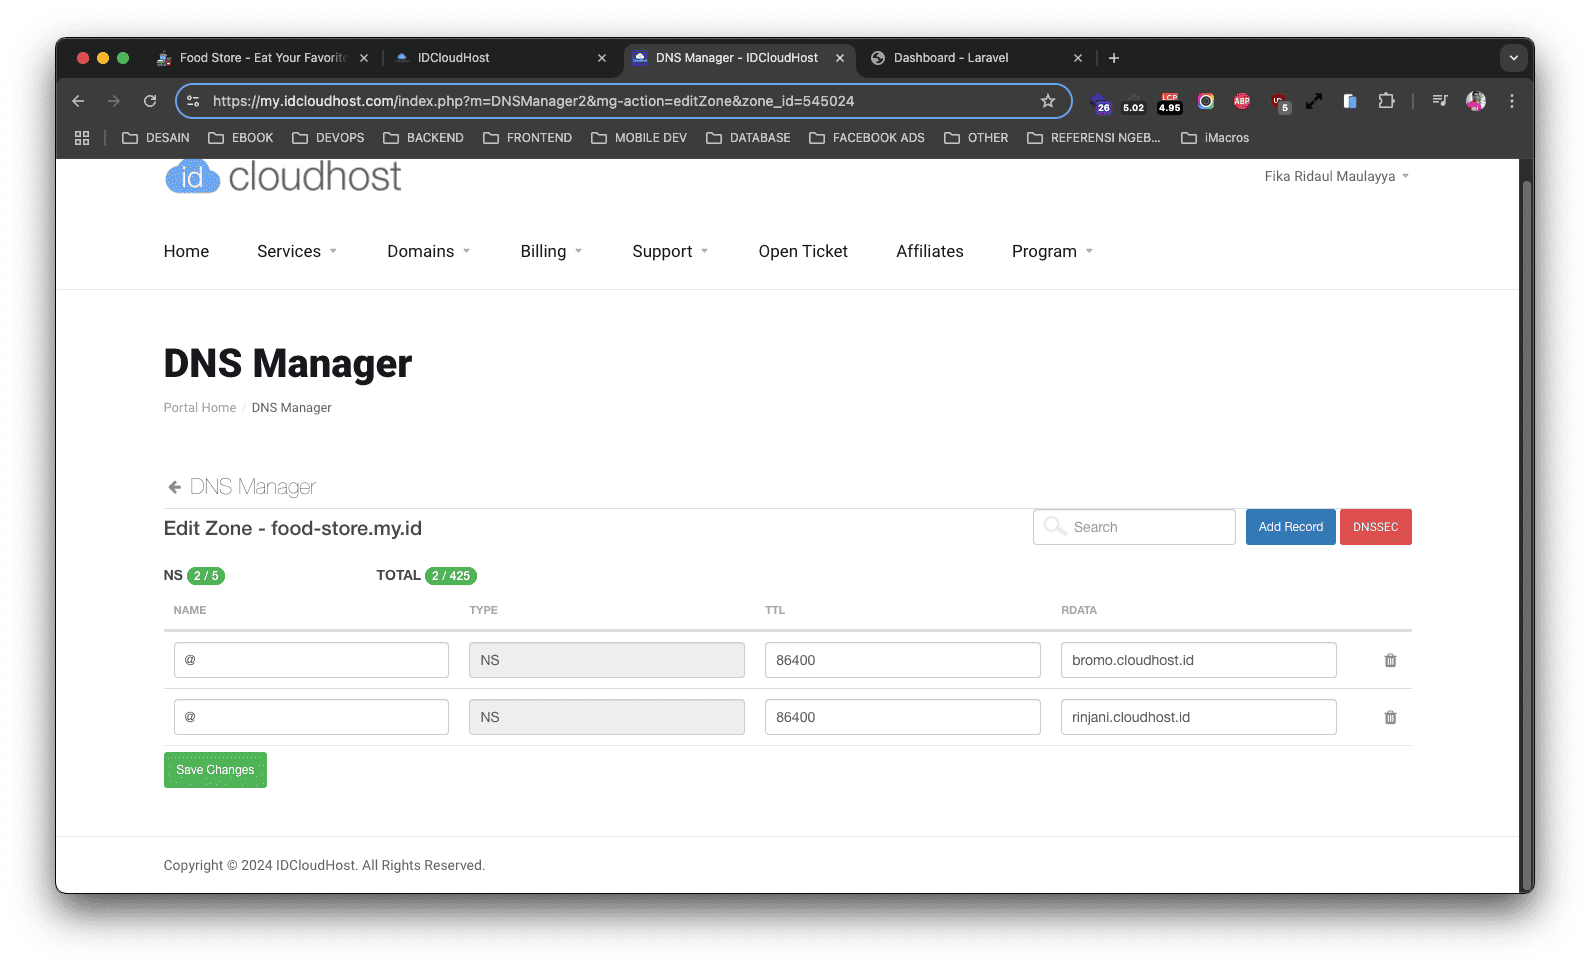 Food Store - Eat Your Favorite
IDCloudHost
DNS Manager - IDCloudHost
Dashboard - Laravel
https://my.idcloudhost.com/index.php?m=DNSManager2&mg-action=editZone&zone_id=545024
26
5.02
LCP
4.95
ABP
5
DESAIN
EBOOK
DEVOPS
BACKEND
FRONTEND
MOBILE DEV
DATABASE
FACEBOOK ADS
OTHER
REFERENSI NGEB...
iMacros
id cloudhost
Fika Ridaul Maulayya
Home
Services
Domains
Billing
Support
Open Ticket
Affiliates
Program
DNS Manager
Portal Home / DNS Manager
DNS Manager
Edit Zone - food-store.my.id
Search
Add Record
DNSSEC
NS 2 / 5
TOTAL 2 / 425
NAME TYPE TTL RDATA
@ NS 86400 bromo.cloudhost.id
@ NS 86400 rinjani.cloudhost.id
Save Changes
Copyright © 2024 IDCloudHost. All Rights Reserved.